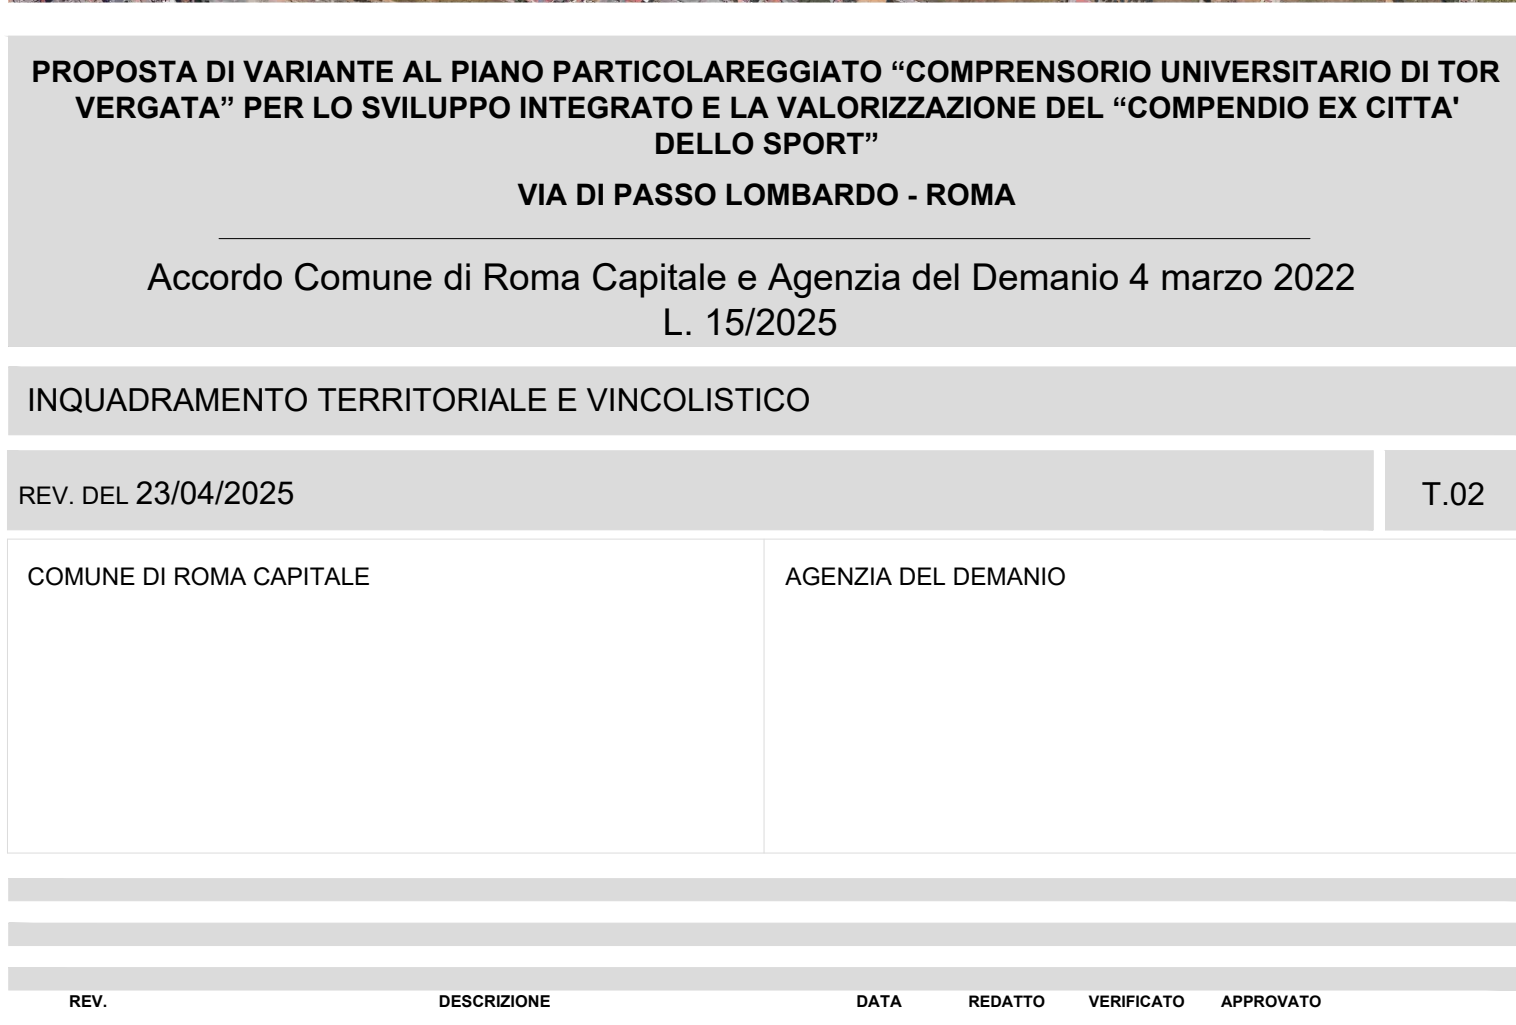 PROPOSTA DI VARIANTE AL PIANO PARTICOLAREGGIATO “COMPRENSORIO UNIVERSITARIO DI TOR
VERGATA” PER LO SVILUPPO INTEGRATO E LA VALORIZZAZIONE DEL “COMPENDIO EX CITTA'
DELLO SPORT”
VIA DI PASSO LOMBARDO - ROMA
Accordo Comune di Roma Capitale e Agenzia del Demanio 4 marzo 2022
L. 15/2025
INQUADRAMENTO TERRITORIALE E VINCOLISTICO
REV. DEL 23/04/2025 T.02
COMUNE DI ROMA CAPITALE AGENZIA DEL DEMANIO
REV. DESCRIZIONE DATA REDATTO VERIFICATO APPROVATO